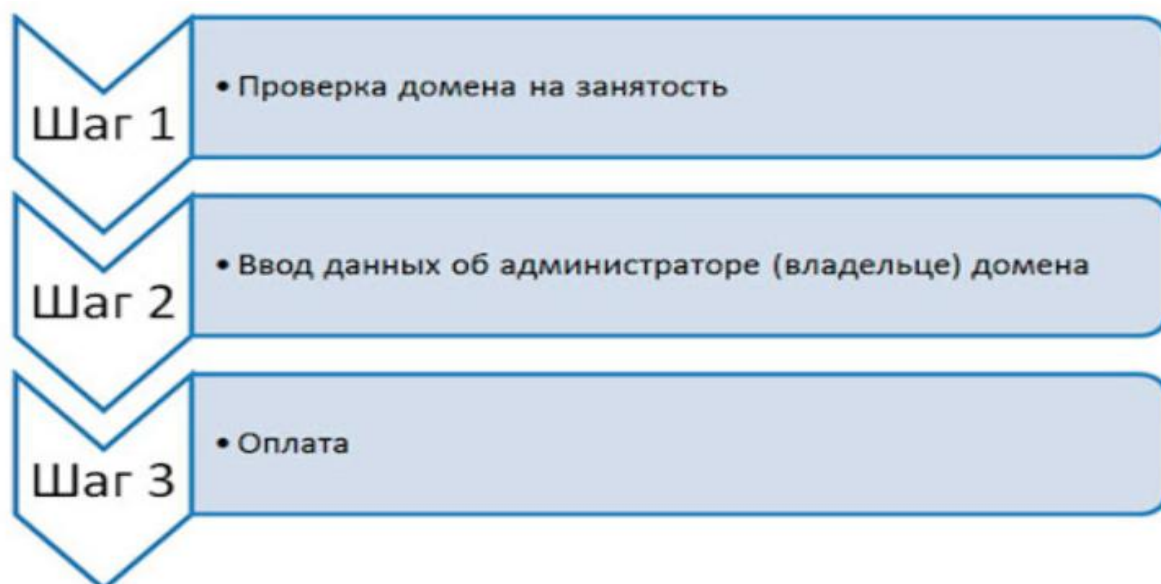 Шаг 1
• Проверка домена на занятость
Шаг 2
• Ввод данных об администраторе (владельце) домена
Шаг 3
• Оплата